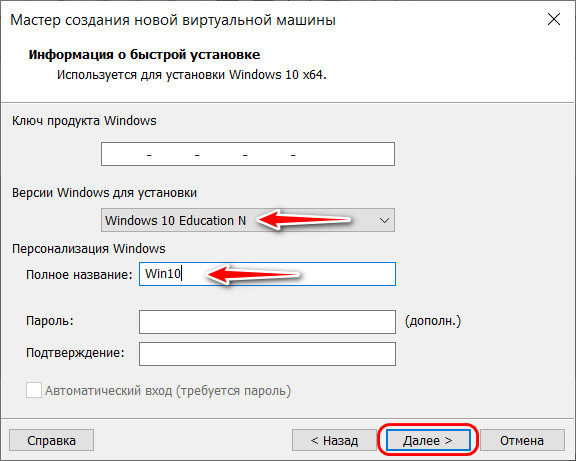 Мастер создания новой виртуальной машины
Информация о быстрой установке
Используется для установки Windows 10 x64.
Ключ продукта Windows
- - - -
Версии Windows для установки
Windows 10 Education N
Персонализация Windows
Полное название: Win10
Пароль: (дополн.)
Подтверждение:
Автоматический вход (требуется пароль)
Справка < Назад Далее > Отмена